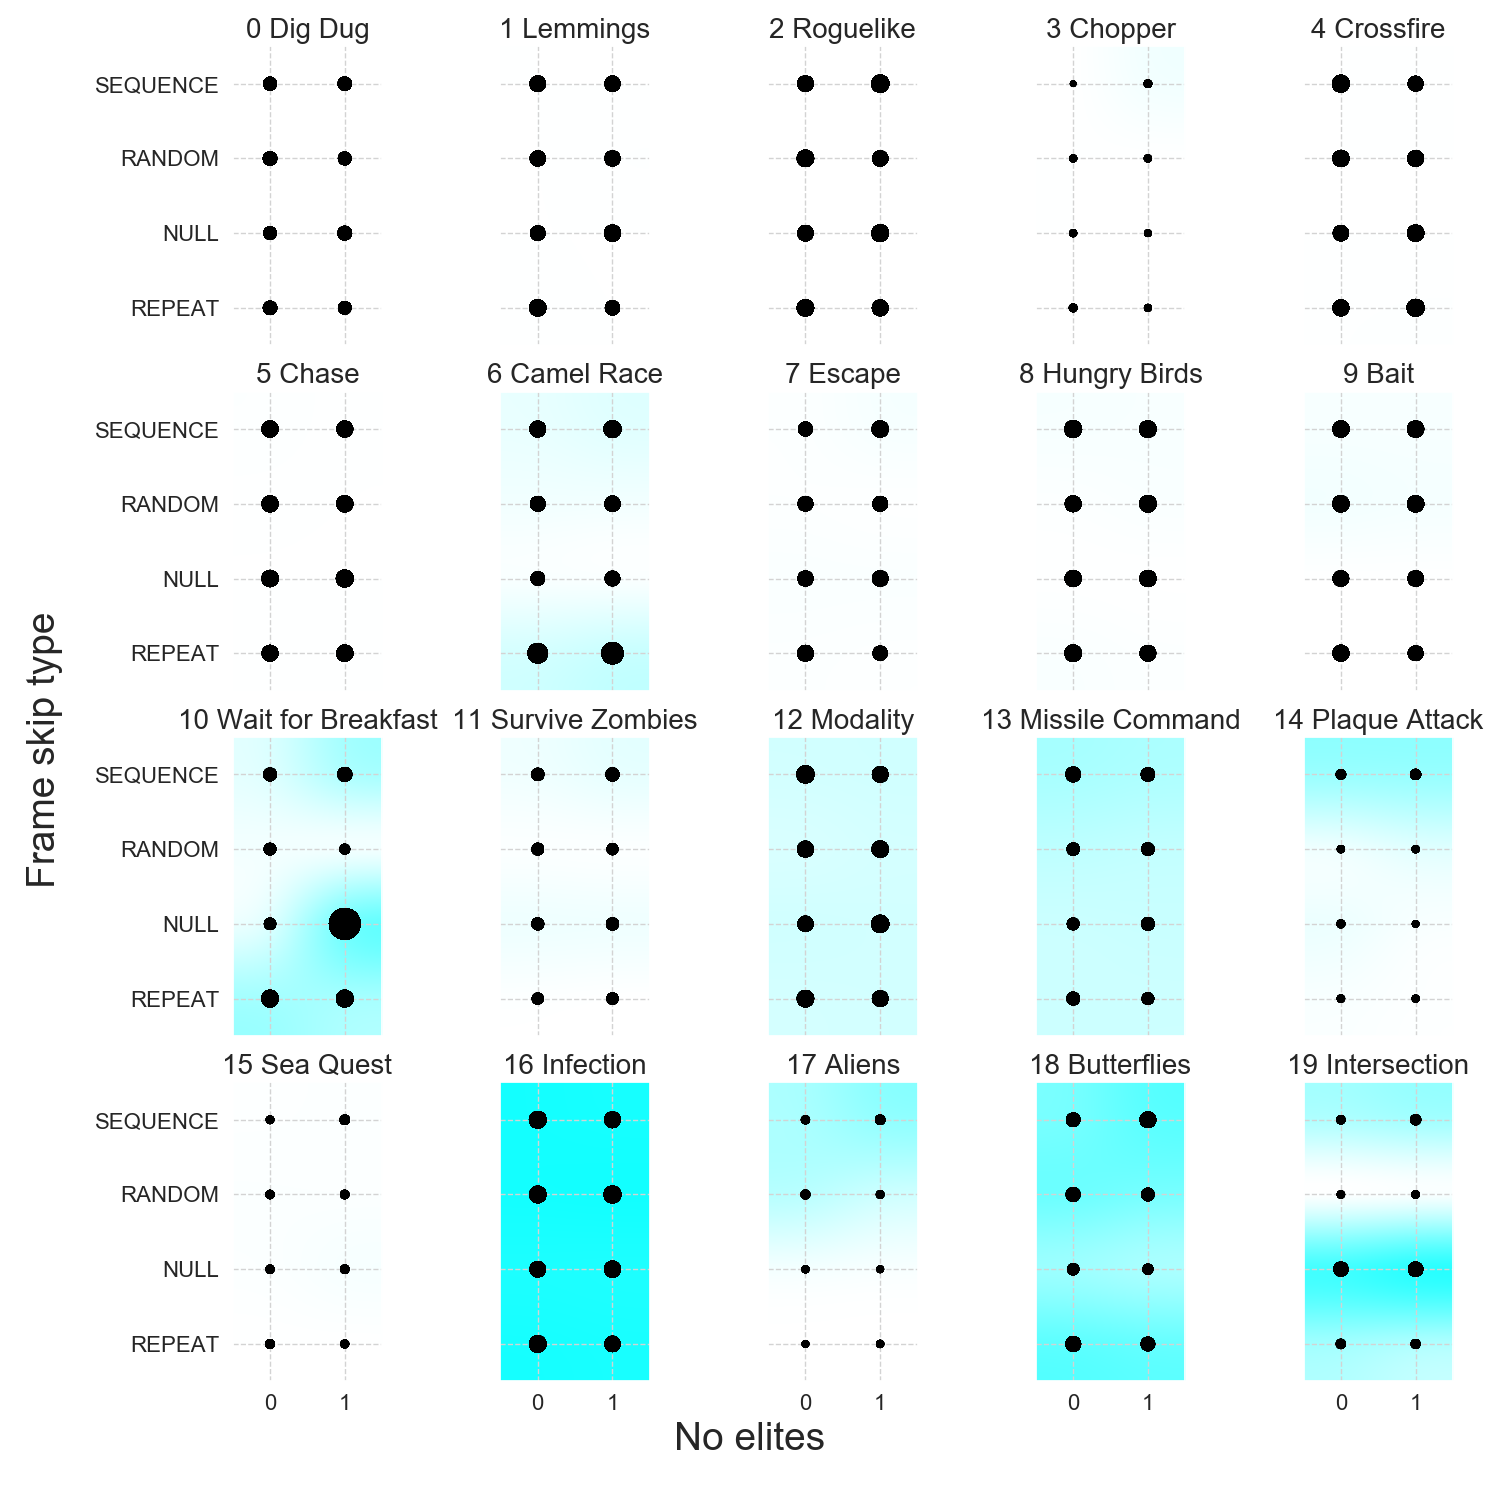 0 Dig Dug 1 Lemmings 2 Roguelike 3 Chopper 4 Crossfire
SEQUENCE
RANDOM
NULL
REPEAT
5 Chase 6 Camel Race 7 Escape 8 Hungry Birds 9 Bait
SEQUENCE
RANDOM
NULL
REPEAT
Frame skip type
10 Wait for Breakfast 11 Survive Zombies 12 Modality 13 Missile Command 14 Plaque Attack
SEQUENCE
RANDOM
NULL
REPEAT
15 Sea Quest 16 Infection 17 Aliens 18 Butterflies 19 Intersection
SEQUENCE
RANDOM
NULL
REPEAT
0 1 0 1 0 1 0 1 0 1
No elites